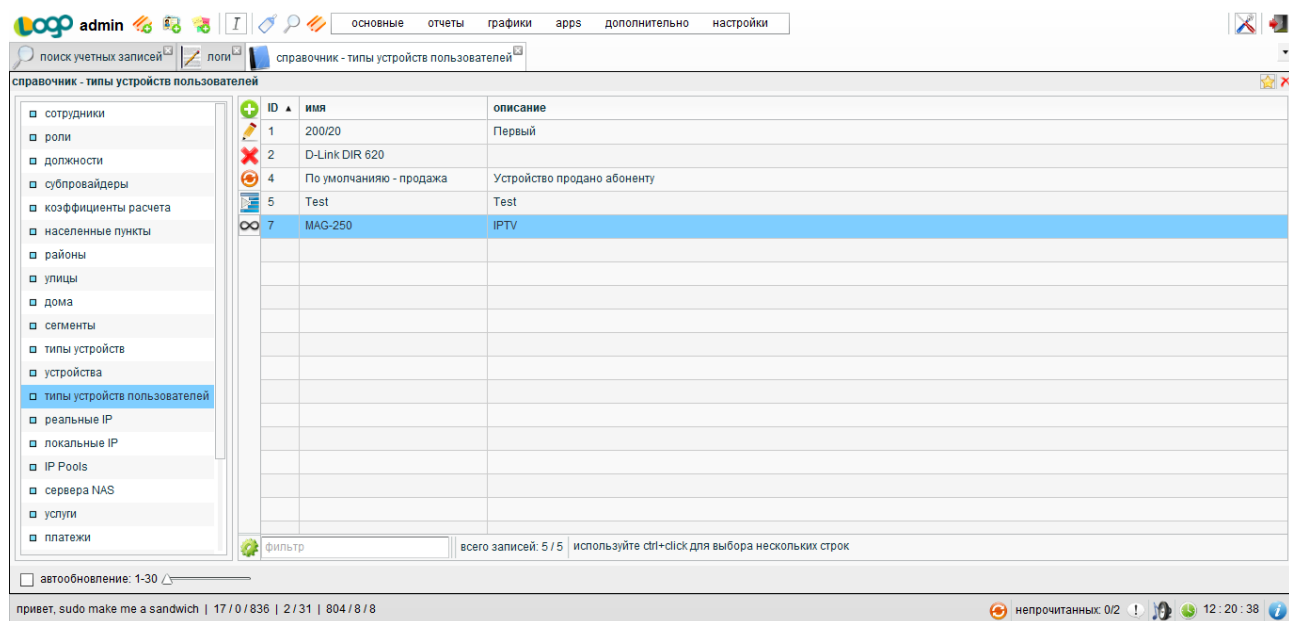 Logo admin I основные отчеты графики apps дополнительно настройки
поиск учетных записей логи справочник - типы устройств пользователей
справочник - типы устройств пользователей
сотрудники
роли
должности
субпровайдеры
коэффициенты расчета
населенные пункты
районы
улицы
дома
сегменты
типы устройств
устройства
типы устройств пользователей
реальные IP
локальные IP
IP Pools
сервера NAS
услуги
платежи
ID имя описание
1 200/20 Первый
2 D-Link DIR 620
4 По умолчанияю - продажа Устройство продано абоненту
5 Test Test
7 MAG-250 IPTV
фильтр всего записей: 5 / 5 используйте ctrl+click для выбора нескольких строк
автообновление: 1-30
привет, sudo make me a sandwich | 17 / 0 / 836 | 2 / 31 | 804 / 8 / 8 непрочитанных: 0/2 12 : 20 : 38